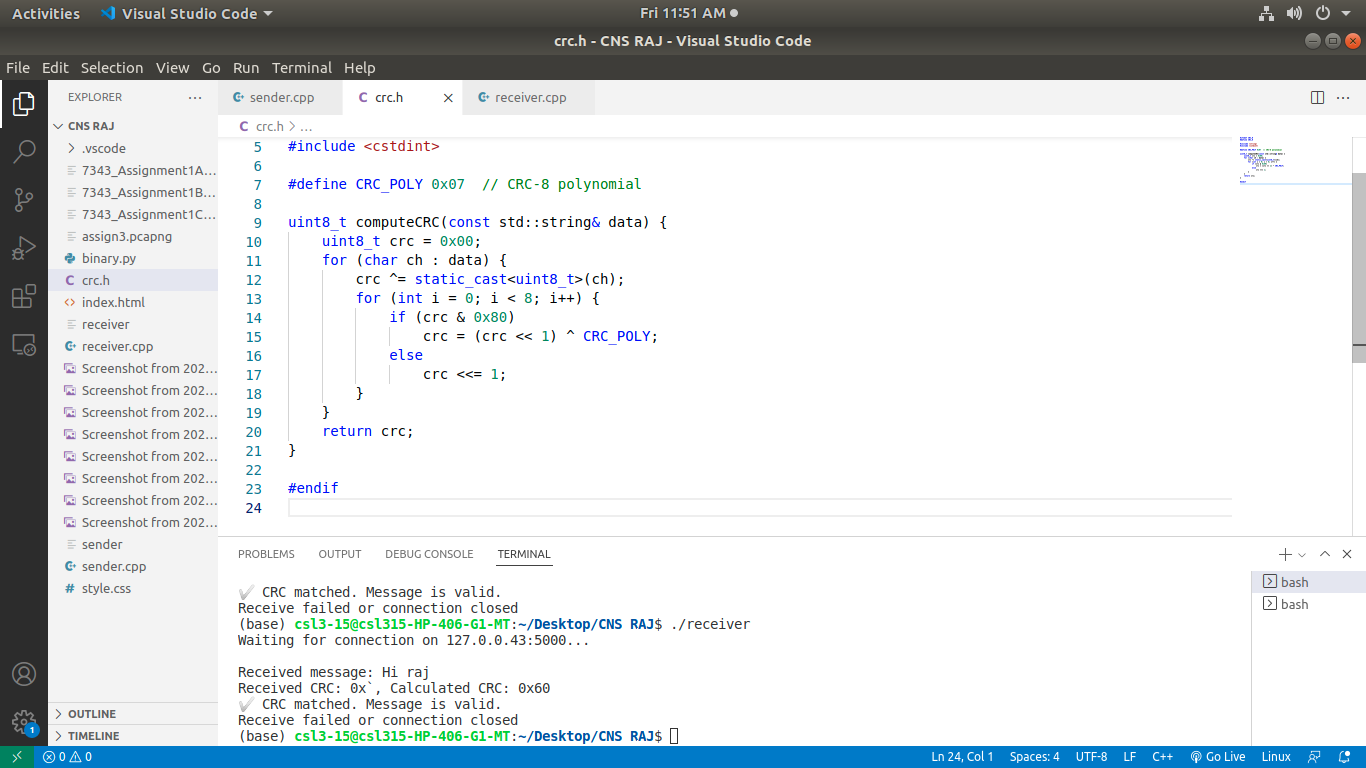 Activities Visual Studio Code Fri 11:51 AM
crc.h - CNS RAJ - Visual Studio Code
File Edit Selection View Go Run Terminal Help
EXPLORER
CNS RAJ
.vscode
7343_Assignment1A...
7343_Assignment1B...
7343_Assignment1C...
assign3.pcapng
binary.py
crc.h
index.html
receiver
receiver.cpp
Screenshot from 202...
Screenshot from 202...
Screenshot from 202...
Screenshot from 202...
Screenshot from 202...
Screenshot from 202...
Screenshot from 202...
Screenshot from 202...
sender
sender.cpp
style.css
OUTLINE
TIMELINE
1
sender.cpp crc.h receiver.cpp
crc.h > ...
5 #include <cstdint>
6
7 #define CRC_POLY 0x07  // CRC-8 polynomial
8
9 uint8_t computeCRC(const std::string& data) {
10     uint8_t crc = 0x00;
11     for (char ch : data) {
12         crc ^= static_cast<uint8_t>(ch);
13         for (int i = 0; i < 8; i++) {
14             if (crc & 0x80)
15                 crc = (crc << 1) ^ CRC_POLY;
16             else
17                 crc <<= 1;
18         }
19     }
20     return crc;
21 }
22
23 #endif
24
PROBLEMS OUTPUT DEBUG CONSOLE TERMINAL
✔ CRC matched. Message is valid.
Receive failed or connection closed
(base) csl3-15@csl315-HP-406-G1-MT:~/Desktop/CNS RAJ$ ./receiver
Waiting for connection on 127.0.0.43:5000...
Received message: Hi raj
Received CRC: 0x`, Calculated CRC: 0x60
✔ CRC matched. Message is valid.
Receive failed or connection closed
(base) csl3-15@csl315-HP-406-G1-MT:~/Desktop/CNS RAJ$
bash
bash
0 0 Ln 24, Col 1 Spaces: 4 UTF-8 LF C++ Go Live Linux